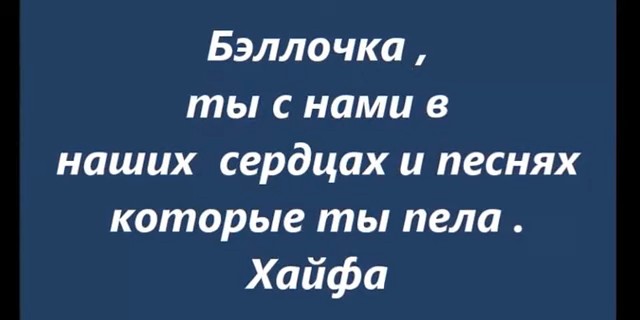 Бэллочка ,
ты с нами в
наших сердцах и песнях
которые ты пела .
Хайфа